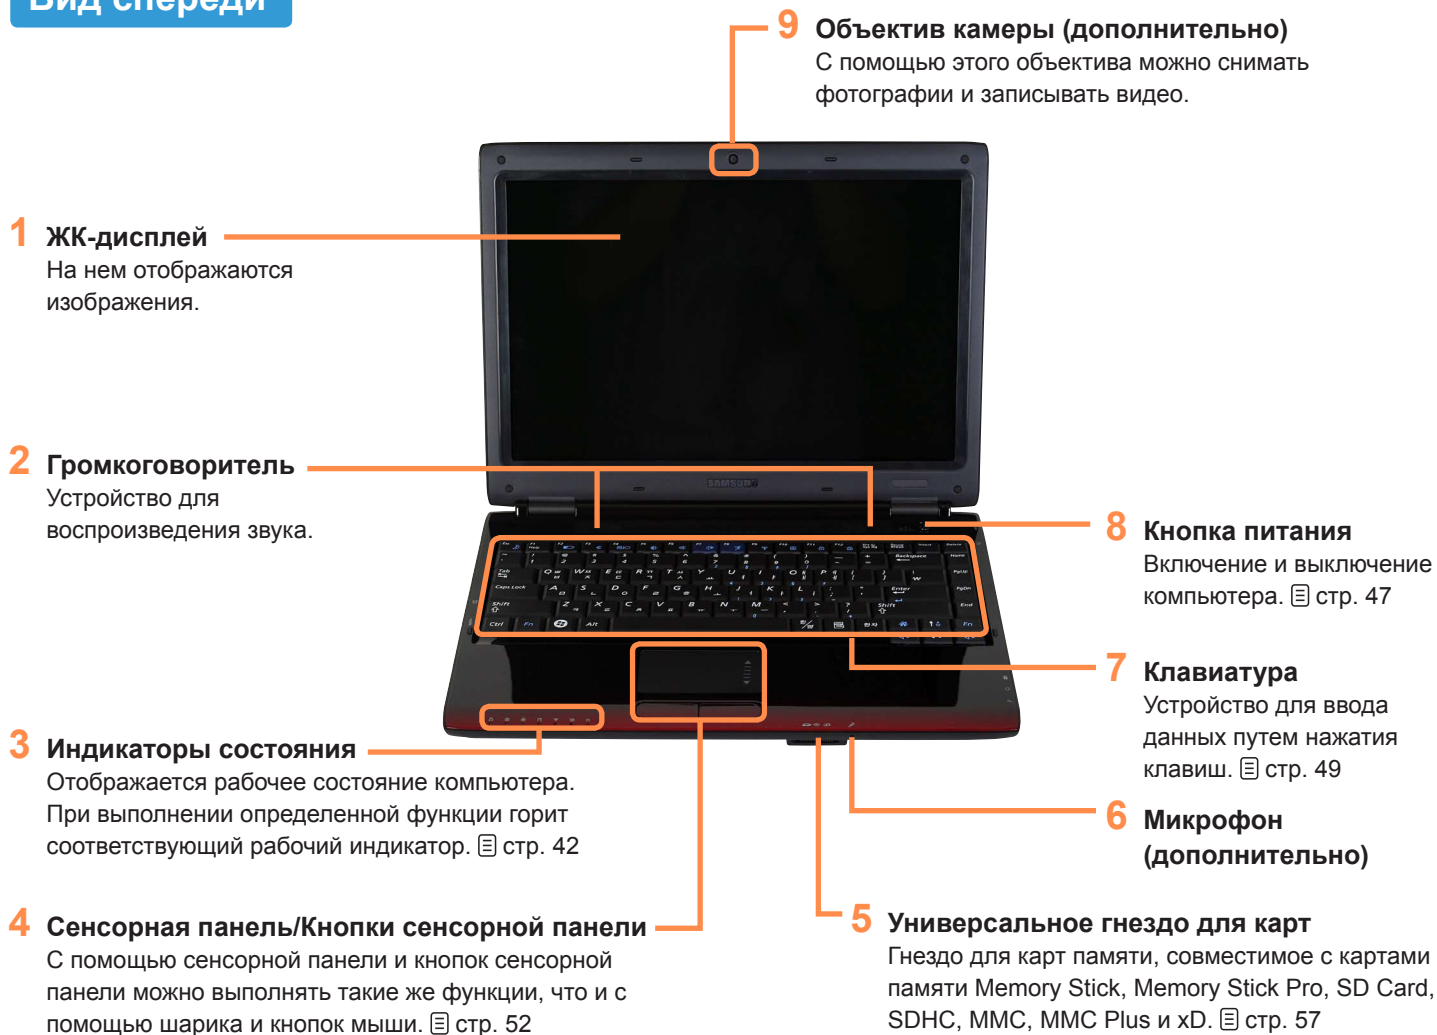 Вид спереди
9 Объектив камеры (дополнительно)
С помощью этого объектива можно снимать
фотографии и записывать видео.
1 ЖК-дисплей
На нем отображаются
изображения.
2 Громкоговоритель
Устройство для
воспроизведения звука.
SAMSUNG
8 Кнопка питания
Включение и выключение
компьютера. стр. 47
7 Клавиатура
Устройство для ввода
данных путем нажатия
клавиш. стр. 49
3 Индикаторы состояния
Отображается рабочее состояние компьютера.
При выполнении определенной функции горит
соответствующий рабочий индикатор. стр. 42
6 Микрофон
(дополнительно)
4 Сенсорная панель/Кнопки сенсорной панели
С помощью сенсорной панели и кнопок сенсорной
панели можно выполнять такие же функции, что и с
помощью шарика и кнопок мыши. стр. 52
5 Универсальное гнездо для карт
Гнездо для карт памяти, совместимое с картами
памяти Memory Stick, Memory Stick Pro, SD Card,
SDHC, MMC, MMC Plus и xD. стр. 57